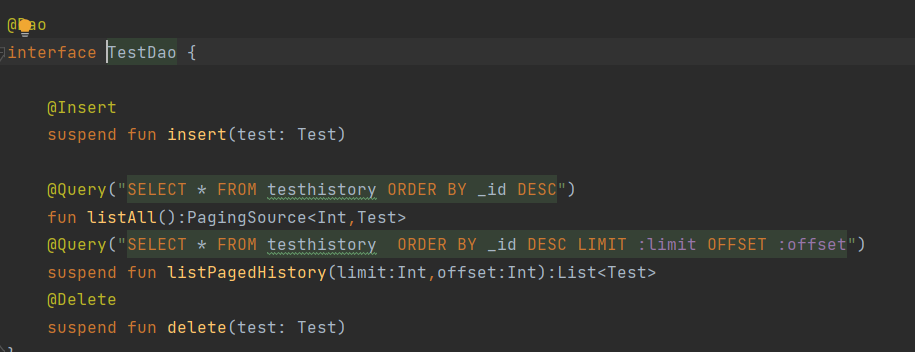 @Dao
interface TestDao {
@Insert
suspend fun insert(test: Test)
@Query("SELECT * FROM testhistory ORDER BY _id DESC")
fun listAll():PagingSource<Int,Test>
@Query("SELECT * FROM testhistory  ORDER BY _id DESC LIMIT :limit OFFSET :offset")
suspend fun listPagedHistory(limit:Int,offset:Int):List<Test>
@Delete
suspend fun delete(test: Test)
}